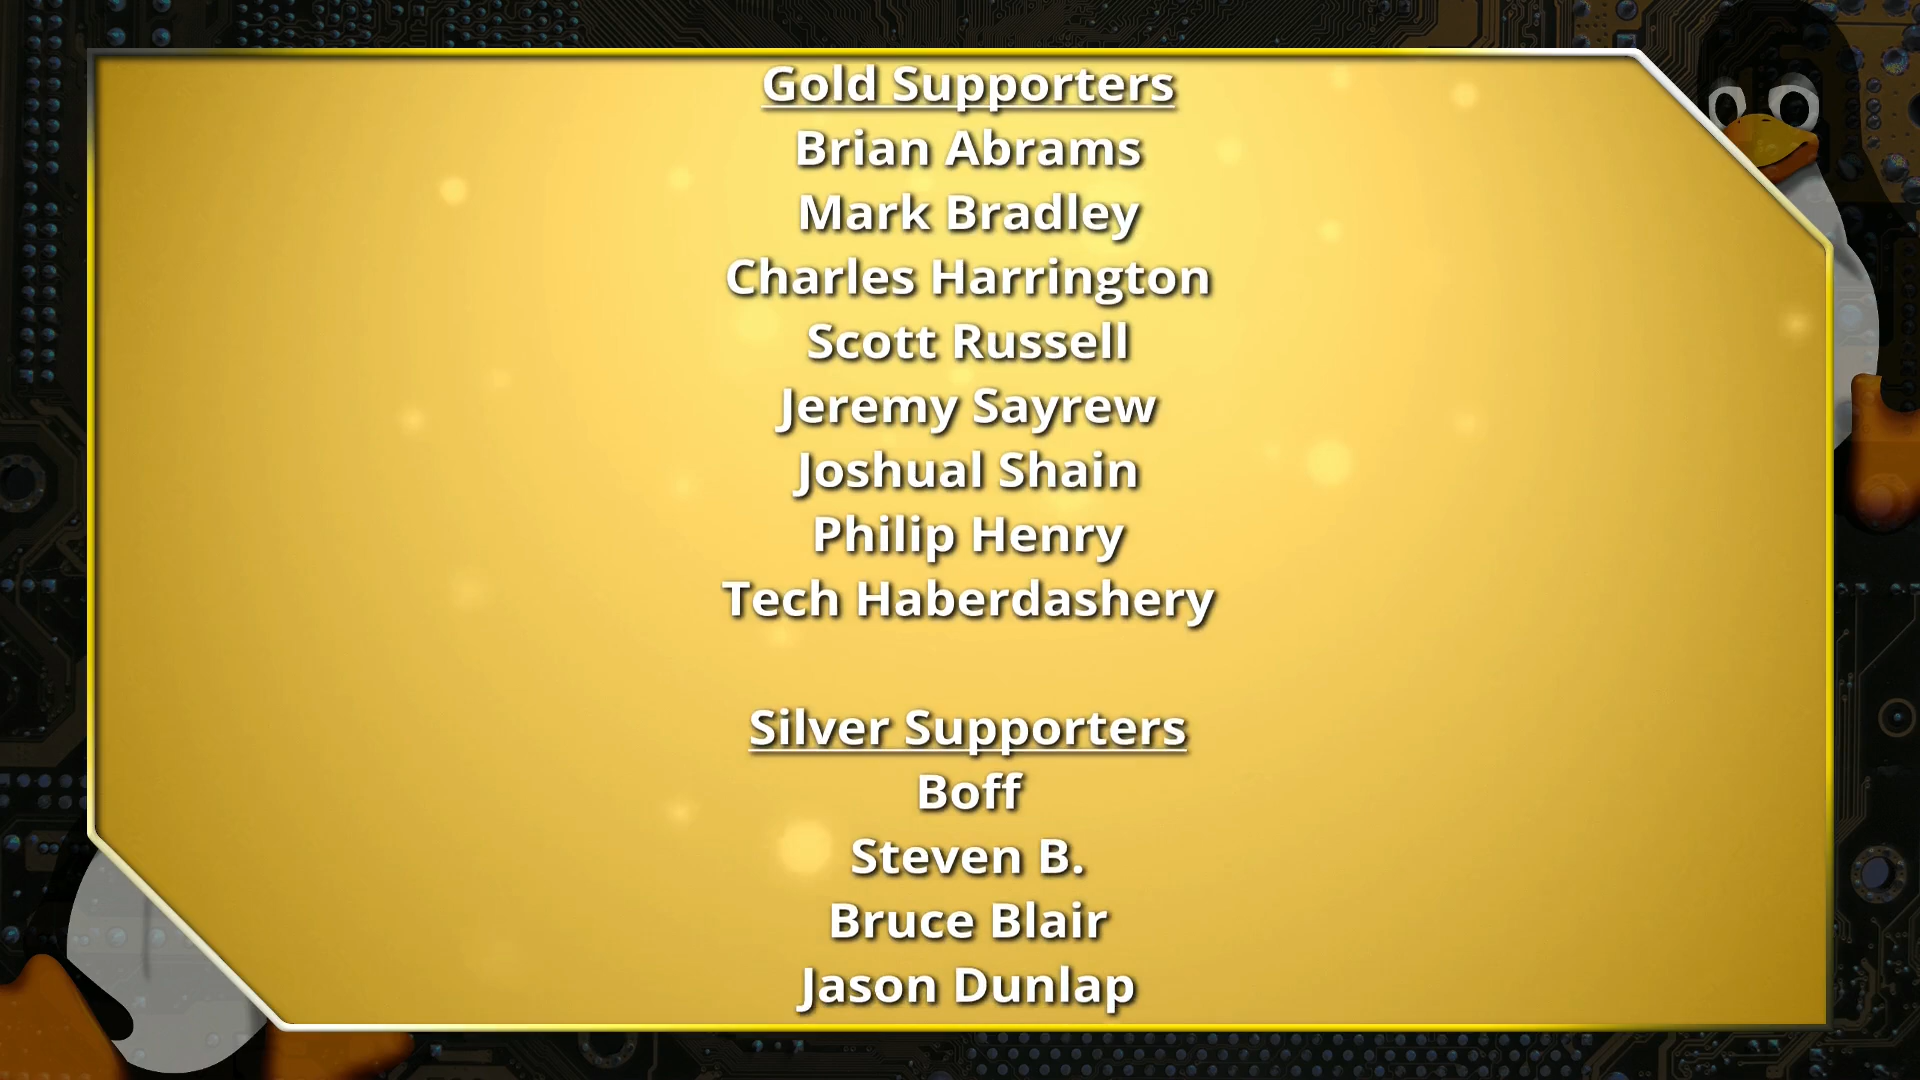 Gold Supporters
Brian Abrams
Mark Bradley
Charles Harrington
Scott Russell
Jeremy Sayrew
Joshual Shain
Philip Henry
Tech Haberdashery
Silver Supporters
Boff
Steven B.
Bruce Blair
Jason Dunlap